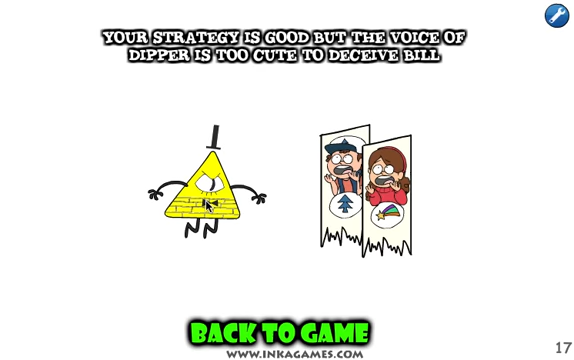 YOUR STRATEGY IS GOOD BUT THE VOICE OF
DIPPER IS TOO CUTE TO DECEIVE BILL
BACK TO GAME
WWW.INKAGAMES.COM
17